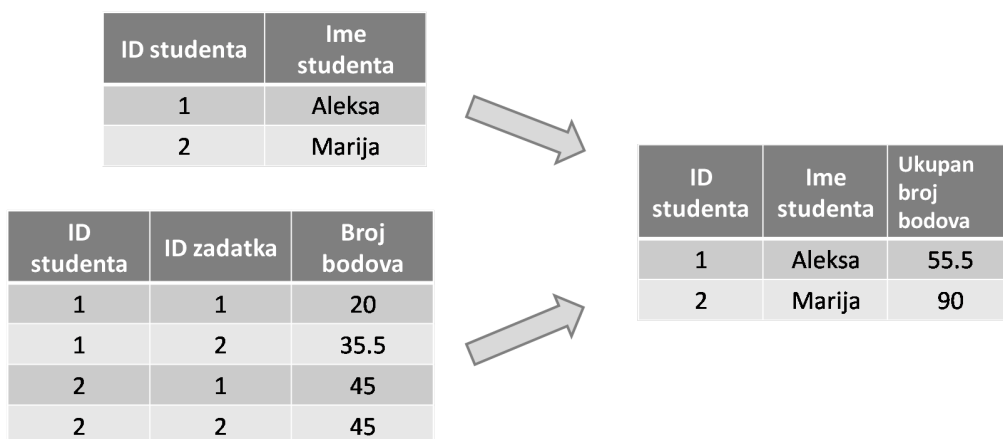 ID studenta Ime studenta
1 Aleksa
2 Marija
ID studenta ID zadatka Broj bodova
1 1 20
1 2 35.5
2 1 45
2 2 45
ID studenta Ime studenta Ukupan broj bodova
1 Aleksa 55.5
2 Marija 90